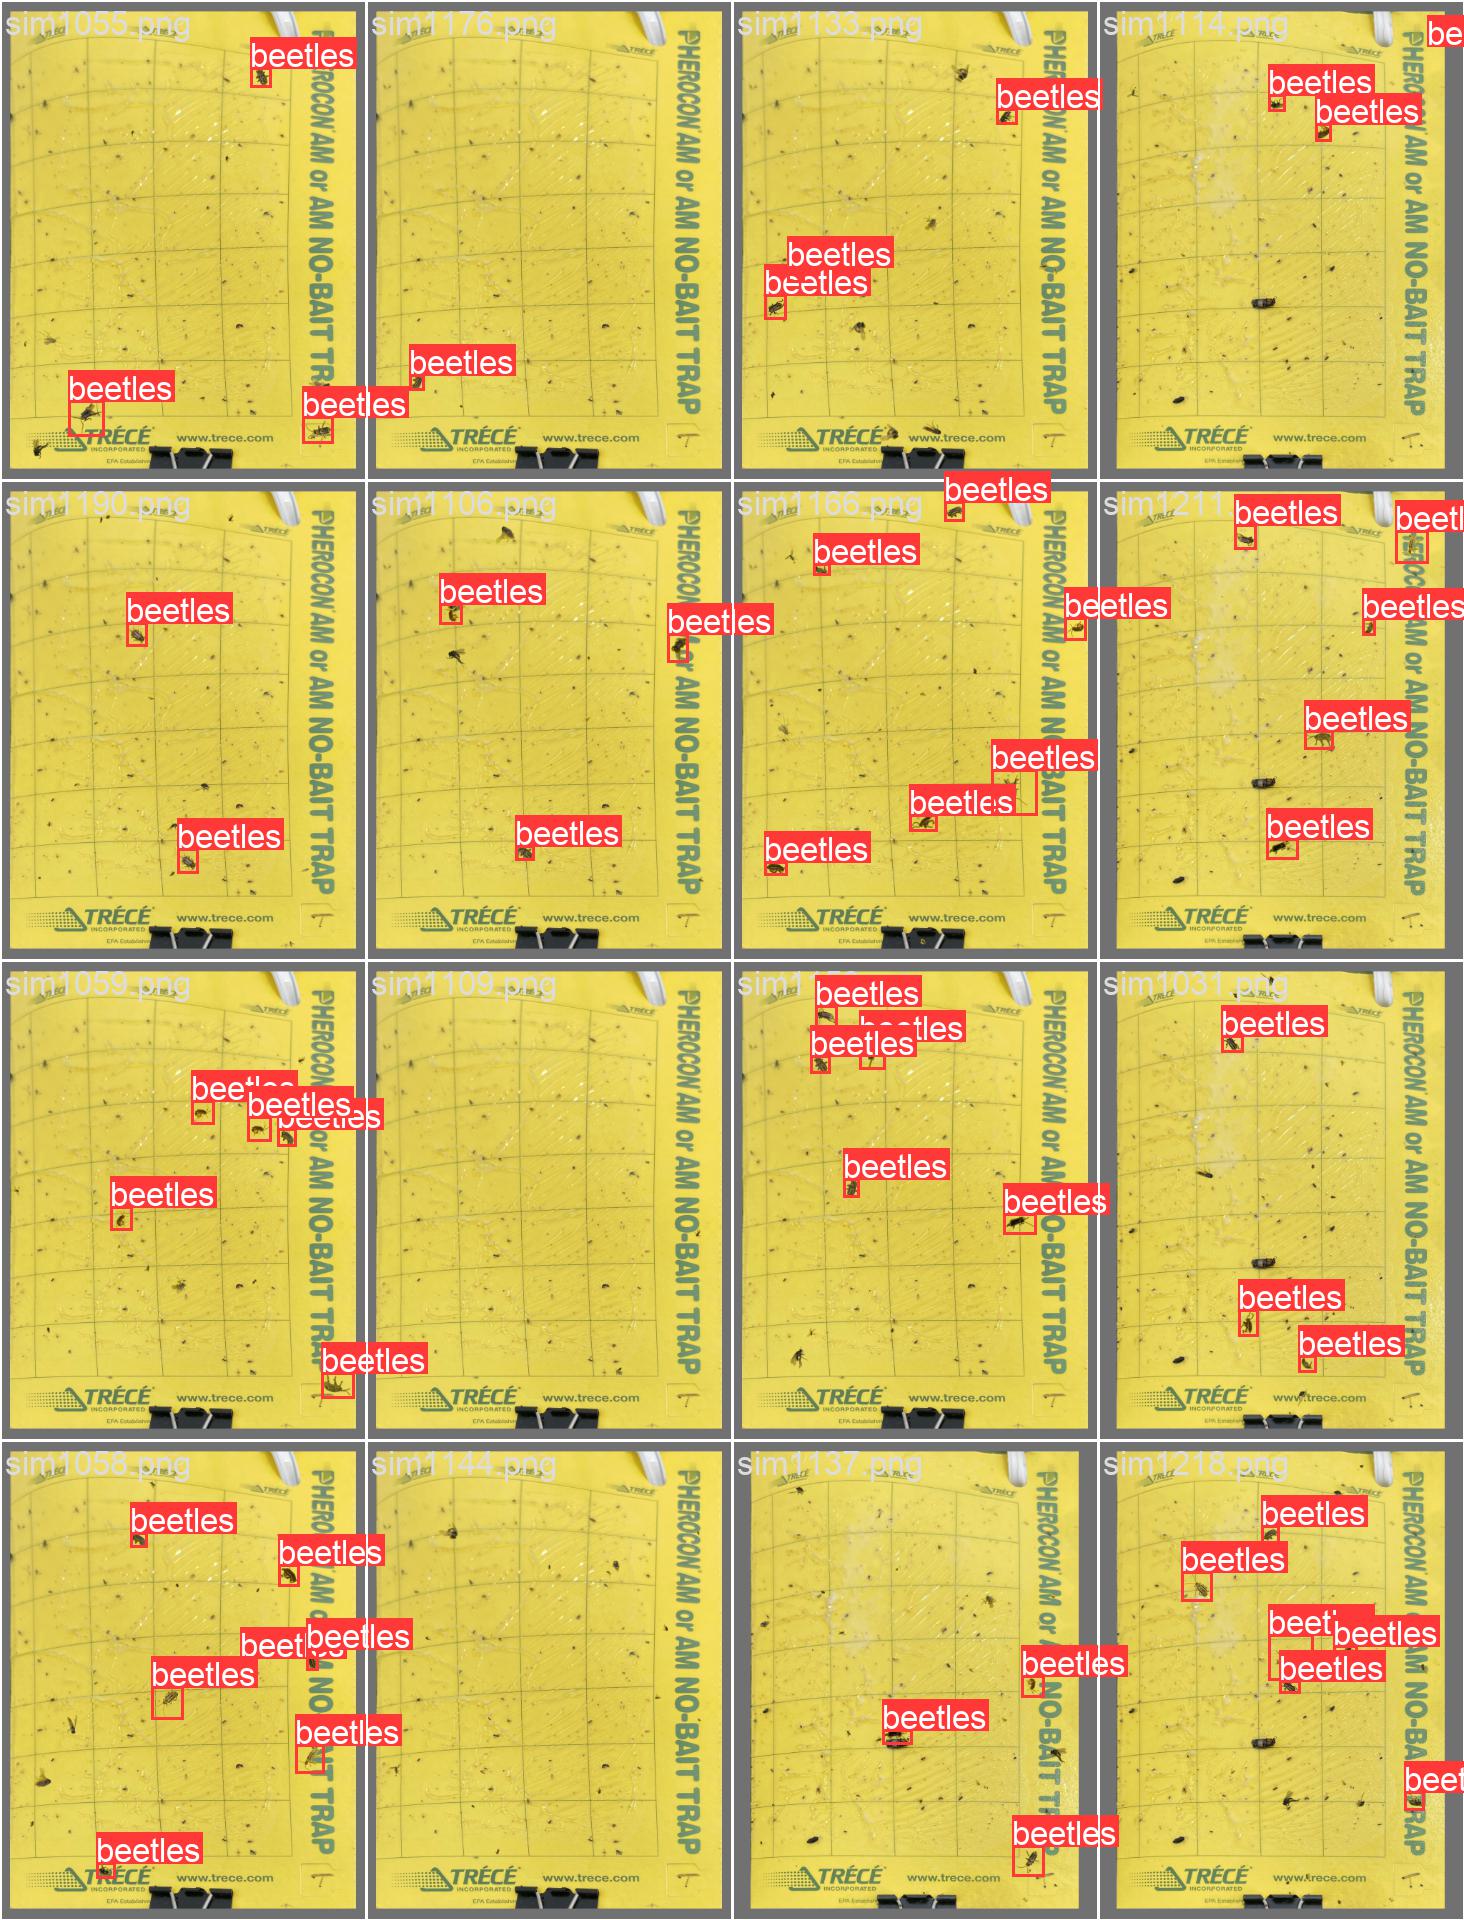 sim1055.png
beetles
PHEROCON AM or AM NO-BAIT TRAP
beetles
beetles
TRÉCÉ
INCORPORATED
www.trece.com
sim1176.png
PHEROCON AM or AM NO-BAIT TRAP
beetles
TRÉCÉ
INCORPORATED
www.trece.com
sim1133.png
beetles
PHEROCON AM or AM NO-BAIT TRAP
beetles
beetles
TRÉCÉ
INCORPORATED
www.trece.com
sim1114.png
be
beetles
beetles
PHEROCON AM or AM NO-BAIT TRAP
TRÉCÉ
INCORPORATED
www.trece.com
sim1190.png
PHEROCON AM or AM NO-BAIT TRAP
beetles
beetles
TRÉCÉ
INCORPORATED
www.trece.com
sim1106.png
beetles
beetles
PHEROCON AM or AM NO-BAIT TRAP
beetles
TRÉCÉ
INCORPORATED
www.trece.com
sim1166.png
beetles
beetles
beetles
PHEROCON AM or AM NO-BAIT TRAP
beetles
beetles
beetles
TRÉCÉ
INCORPORATED
www.trece.com
sim1211
beetles
beetl
beetles
PHEROCON AM or AM NO-BAIT TRAP
beetles
beetles
TRÉCÉ
INCORPORATED
www.trece.com
sim1059.png
PHEROCON AM or AM NO-BAIT TRAP
beetles
beetles
beetles
beetles
beetles
TRÉCÉ
INCORPORATED
www.trece.com
sim1109.png
PHEROCON AM or AM NO-BAIT TRAP
TRÉCÉ
INCORPORATED
www.trece.com
beetles
beetles
beetles
PHEROCON AM or AM NO-BAIT TRAP
beetles
beetles
TRÉCÉ
INCORPORATED
www.trece.com
sim1031.png
beetles
PHEROCON AM or AM NO-BAIT TRAP
beetles
beetles
TRÉCÉ
INCORPORATED
www.trece.com
sim1058.png
beetles
beetles
beetles
beetles
beetles
beetles
beetles
TRÉCÉ
INCORPORATED
www.trece.com
sim1144.png
PHEROCON AM or AM NO-BAIT TRAP
TRÉCÉ
INCORPORATED
www.trece.com
sim1137.png
PHEROCON AM or AM NO-BAIT TRAP
beetles
beetles
beetles
TRÉCÉ
INCORPORATED
www.trece.com
sim1218.png
beetles
beetles
beet
beetles
beetles
PHEROCON AM or AM NO-BAIT TRAP
beet
TRÉCÉ
INCORPORATED
www.trece.com